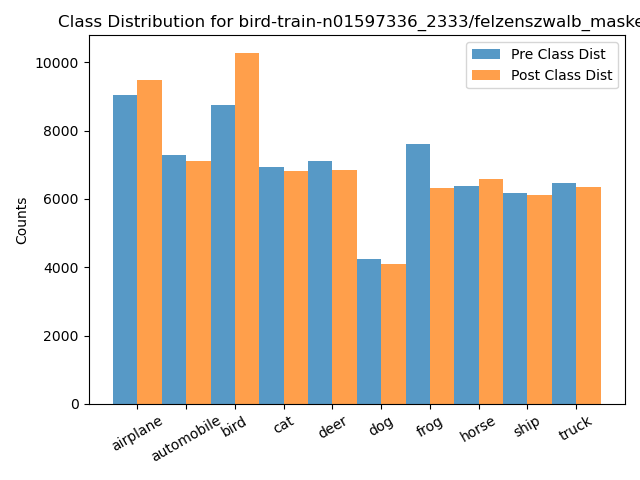 Class Distribution for bird-train-n01597336_2333/felzenszwalb_maske
Pre Class Dist
Post Class Dist
Counts
10000
8000
6000
4000
2000
0
airplane
automobile
bird
cat
deer
dog
frog
horse
ship
truck